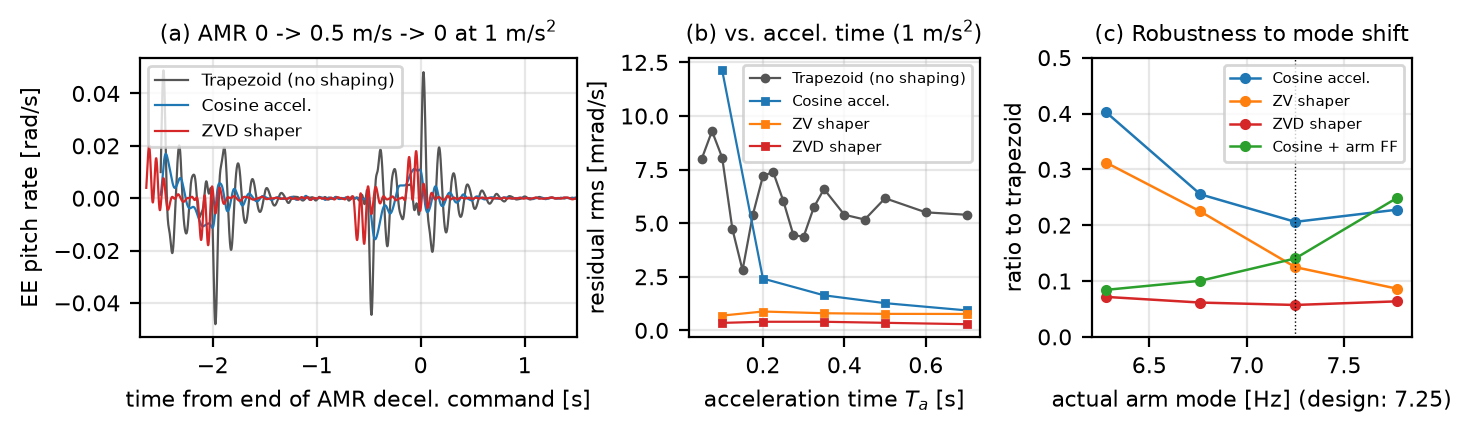 (a) AMR 0 -> 0.5 m/s -> 0 at 1 m/s²
EE pitch rate [rad/s]
0.04
0.02
0.00
−0.02
−0.04
Trapezoid (no shaping)
Cosine accel.
ZVD shaper
−2
−1
0
1
time from end of AMR decel. command [s]
(b) vs. accel. time (1 m/s²)
residual rms [mrad/s]
12.5
10.0
7.5
5.0
2.5
0.0
Trapezoid (no shaping)
Cosine accel.
ZV shaper
ZVD shaper
0.2
0.4
0.6
acceleration time Tₐ [s]
(c) Robustness to mode shift
ratio to trapezoid
0.5
0.4
0.3
0.2
0.1
0.0
Cosine accel.
ZV shaper
ZVD shaper
Cosine + arm FF
6.5
7.0
7.5
actual arm mode [Hz] (design: 7.25)